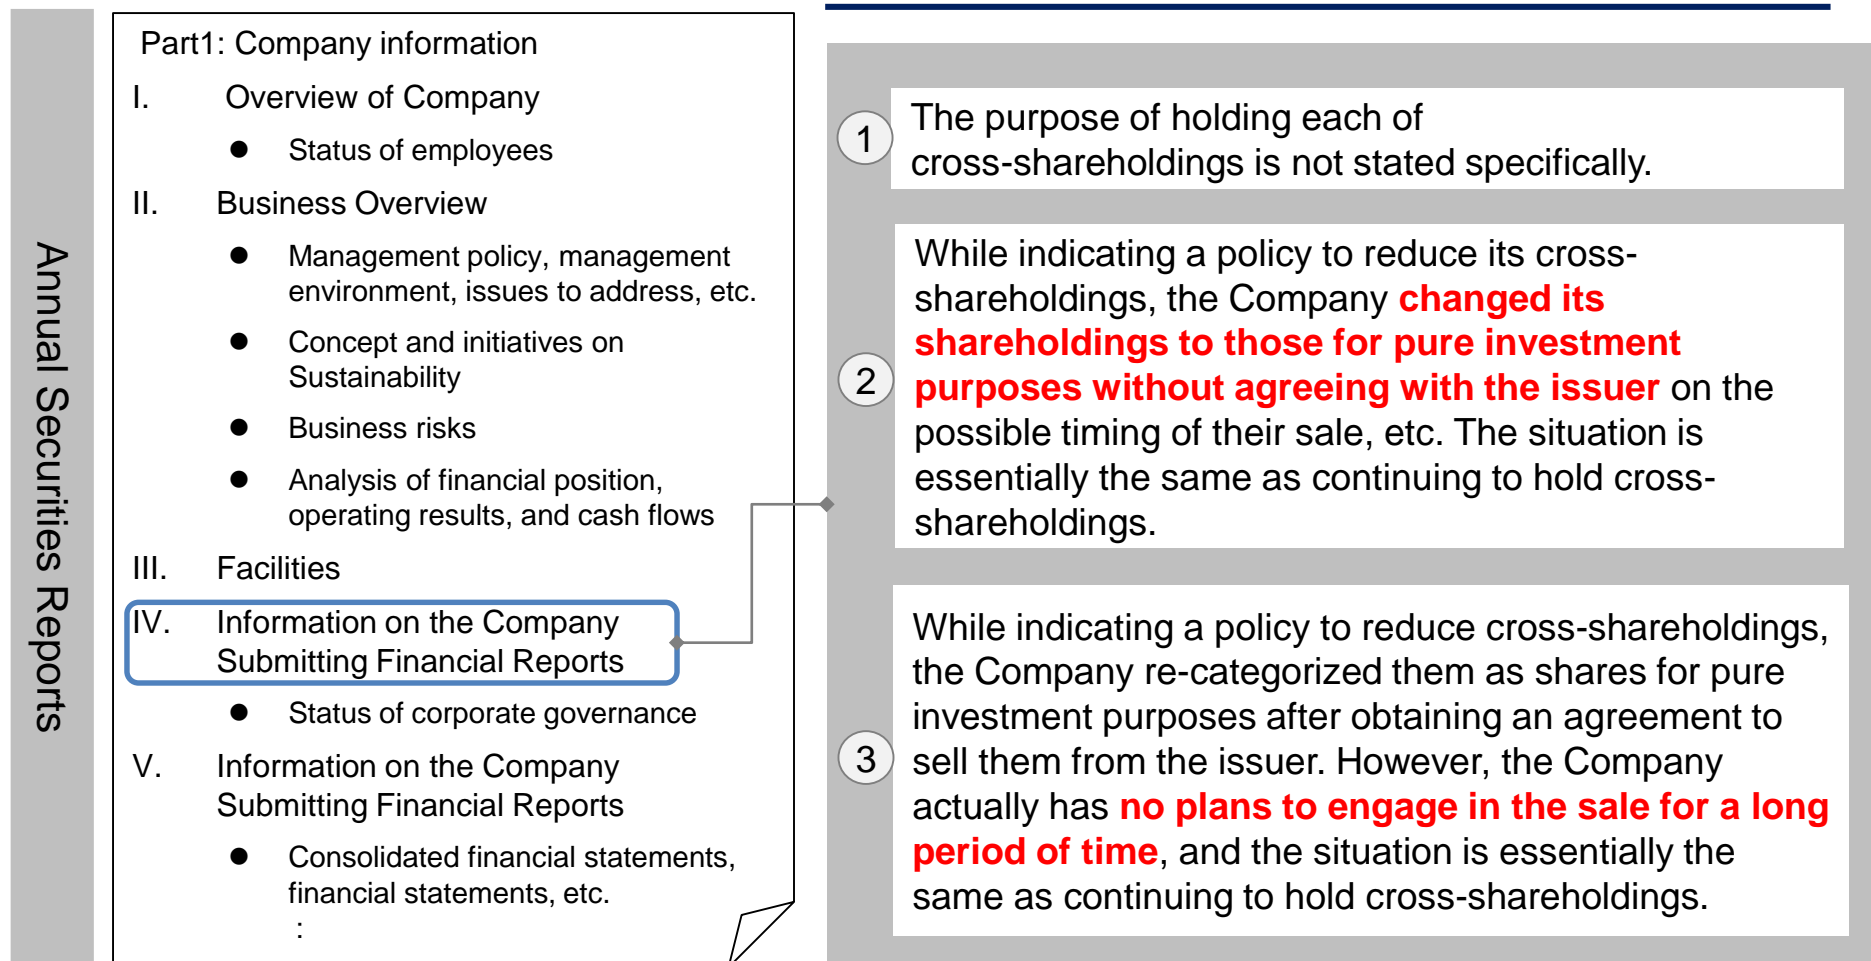 Annual Securities Reports
Part1: Company information
I. Overview of Company
● Status of employees
II. Business Overview
● Management policy, management
environment, issues to address, etc.
● Concept and initiatives on
Sustainability
● Business risks
● Analysis of financial position,
operating results, and cash flows
III. Facilities
IV. Information on the Company
Submitting Financial Reports
● Status of corporate governance
V. Information on the Company
Submitting Financial Reports
● Consolidated financial statements,
financial statements, etc.
:
1
The purpose of holding each of
cross-shareholdings is not stated specifically.
2
While indicating a policy to reduce its cross-
shareholdings, the Company changed its
shareholdings to those for pure investment
purposes without agreeing with the issuer on the
possible timing of their sale, etc. The situation is
essentially the same as continuing to hold cross-
shareholdings.
3
While indicating a policy to reduce cross-shareholdings,
the Company re-categorized them as shares for pure
investment purposes after obtaining an agreement to
sell them from the issuer. However, the Company
actually has no plans to engage in the sale for a long
period of time, and the situation is essentially the
same as continuing to hold cross-shareholdings.